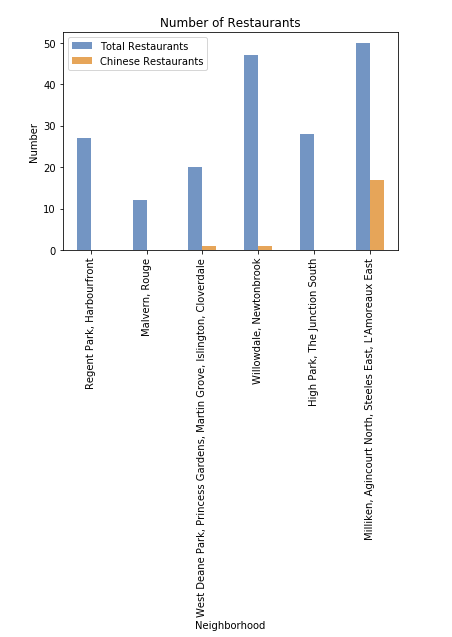 Number of Restaurants
Total Restaurants
Chinese Restaurants
Number
50
40
30
20
10
0
Regent Park, Harbourfront
Malvern, Rouge
West Deane Park, Princess Gardens, Martin Grove, Islington, Cloverdale
Willowdale, Newtonbrook
High Park, The Junction South
Milliken, Agincourt North, Steeles East, L'Amoreaux East
Neighborhood